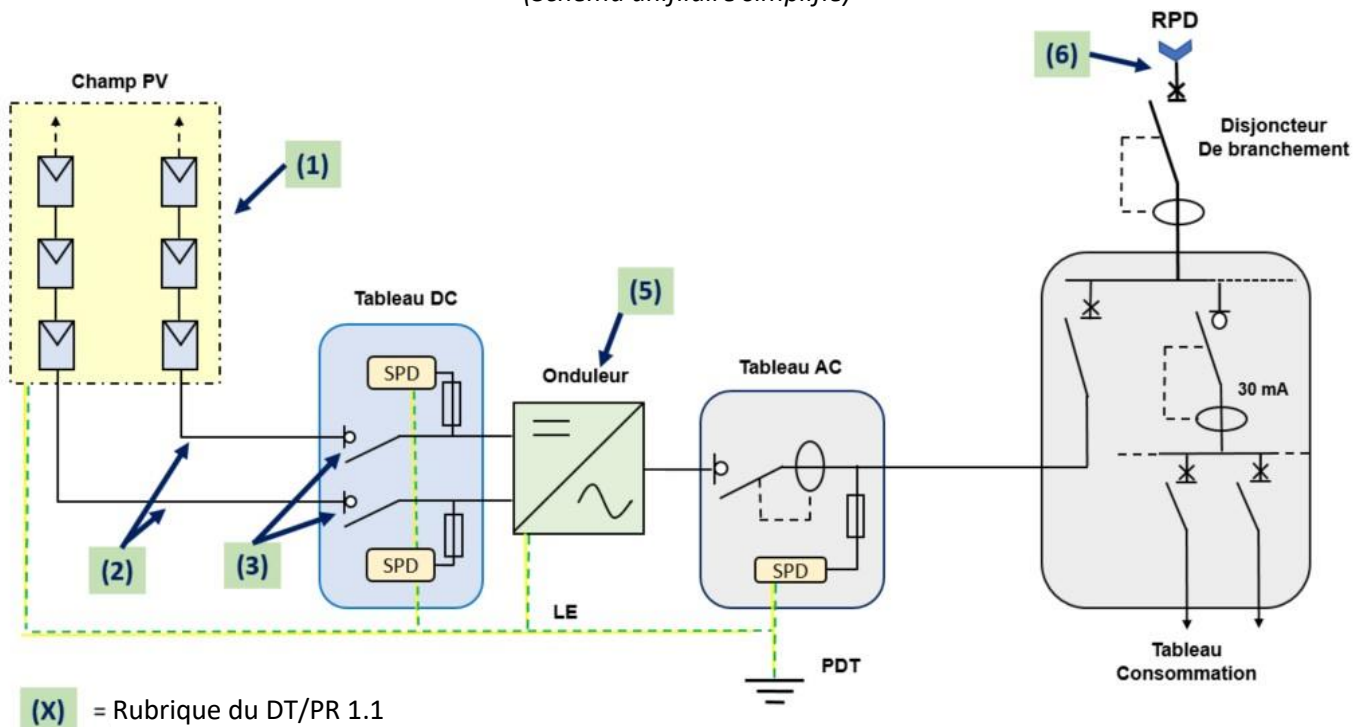 (Schéma unifilaire simplifié)
RPD
(6)
Champ PV
Disjoncteur
De branchement
(1)
(5)
Tableau DC
Onduleur
Tableau AC
SPD
30 mA
(2)
(3)
SPD
SPD
LE
PDT
Tableau
Consommation
(X) = Rubrique du DT/PR 1.1